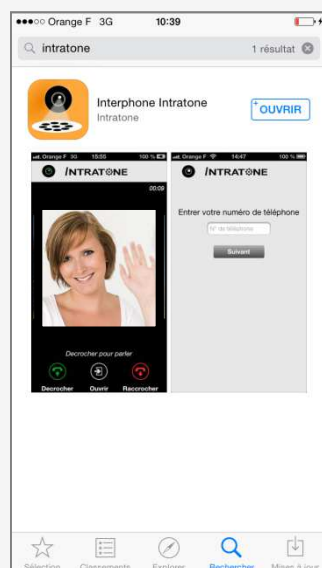 Orange F 3G 10:39
intratone 1 résultat
Interphone Intratone
Intratone
OUVRIR
Orange F 3G 15:05 100 %
Orange F 14:47 100 %
INTRATONE
INTRATONE
00:09
Entrer votre numéro de téléphone
N° de téléphone
Suivant
Decrocher pour parler
Decrocher Ouvrir Raccrocher
Sélection Classements Explorer Rechercher Mises à jour